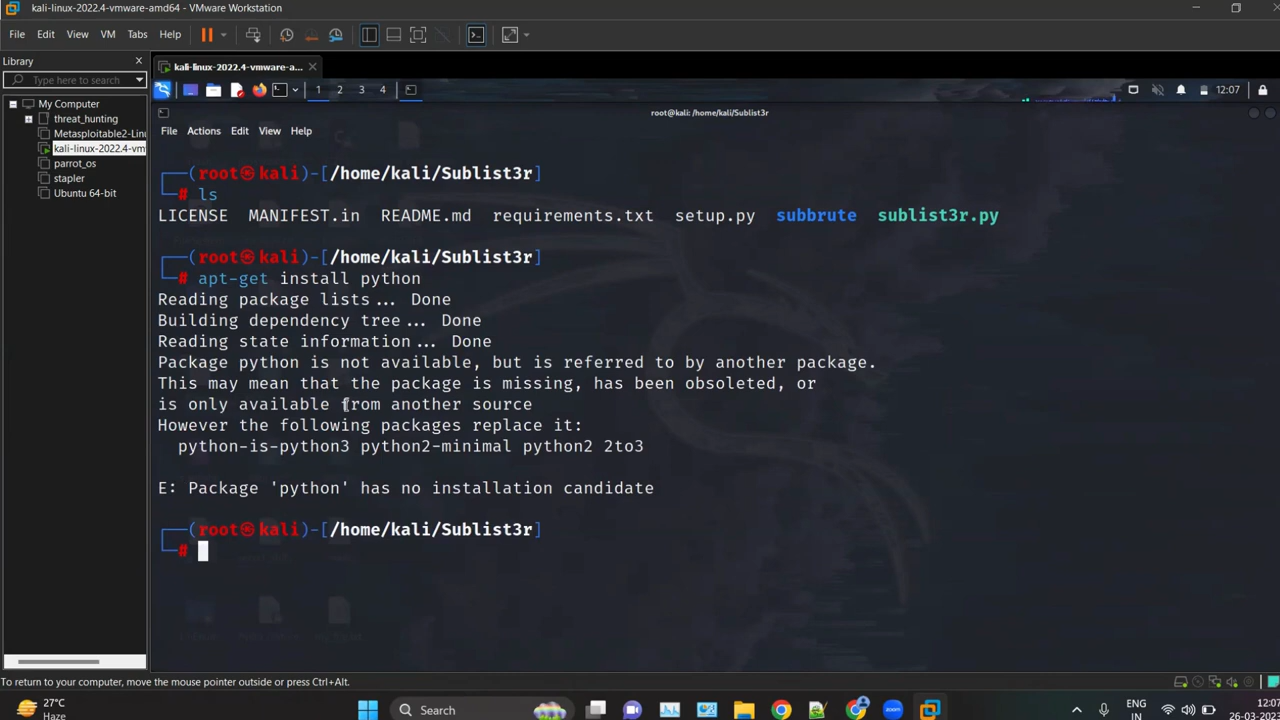 kali-linux-2022.4-vmware-amd64 - VMware Workstation
File Edit View VM Tabs Help
Library
Type here to search
My Computer
threat_hunting
Metasploitable2-Linu
kali-linux-2022.4-vm
parrot_os
stapler
Ubuntu 64-bit
kali-linux-2022.4-vmware-a...
1 2 3 4
12:07
root@kali: /home/kali/Sublist3r
File Actions Edit View Help
(root㉿kali)-[/home/kali/Sublist3r]
# ls
LICENSE MANIFEST.in README.md requirements.txt setup.py subbrute sublist3r.py
(root㉿kali)-[/home/kali/Sublist3r]
# apt-get install python
Reading package lists... Done
Building dependency tree... Done
Reading state information... Done
Package python is not available, but is referred to by another package.
This may mean that the package is missing, has been obsoleted, or
is only available from another source
However the following packages replace it:
python-is-python3 python2-minimal python2 2to3
E: Package 'python' has no installation candidate
(root㉿kali)-[/home/kali/Sublist3r]
#
To return to your computer, move the mouse pointer outside or press Ctrl+Alt.
27°C
Haze
Search
ENG
IN
12:07
26-03-2023